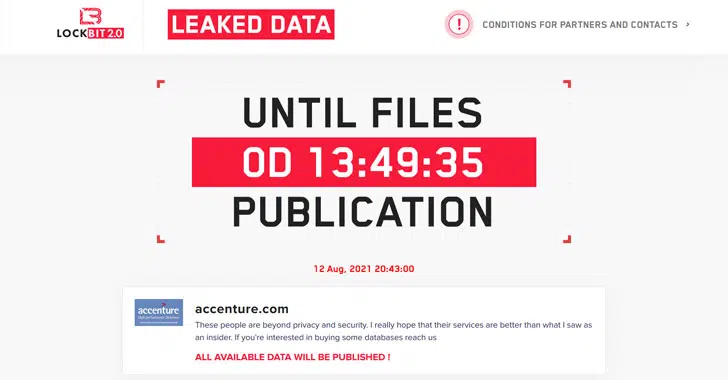 LOCKBIT 2.0
LEAKED DATA
CONDITIONS FOR PARTNERS AND CONTACTS >
UNTIL FILES
0D 13:49:35
PUBLICATION
12 Aug, 2021 20:43:00
accenture
accenture.com
These people are beyond privacy and security. I really hope that their services are better than what I saw as
an insider. If you're interested in buying some databases reach us
ALL AVAILABLE DATA WILL BE PUBLISHED !